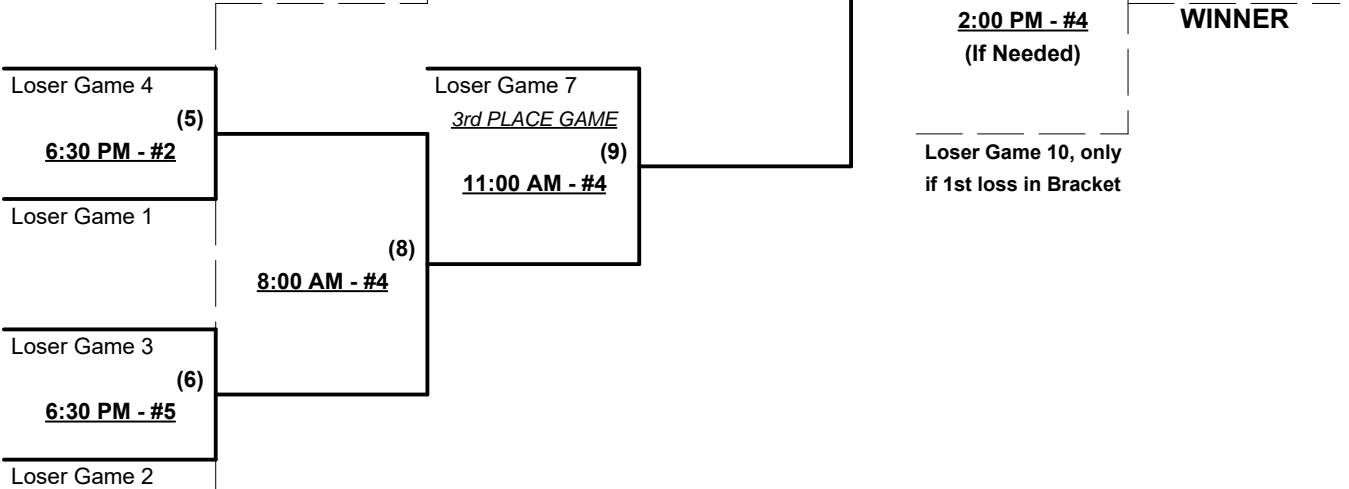 2:00 PM - #4
WINNER
(If Needed)
Loser Game 4
(5)
6:30 PM - #2
Loser Game 1
Loser Game 7
3rd PLACE GAME
(9)
11:00 AM - #4
Loser Game 10, only
if 1st loss in Bracket
(8)
8:00 AM - #4
Loser Game 3
(6)
6:30 PM - #5
Loser Game 2